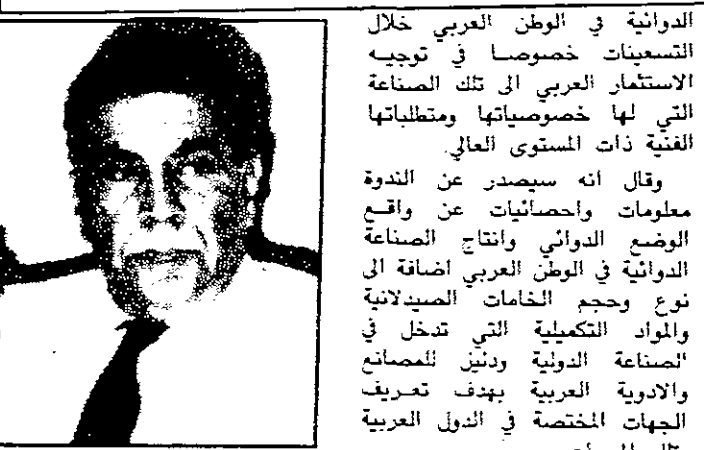 الدوائية في الوطن العربي خلال
التسعينات خصوصا في توجيه
الاستثمار العربي الى تلك الصناعة
التي لها خصوصياتها ومتطلباتها
الفنية ذات المستوى العالي.
وقال انه سيصدر عن الندوة
معلومات واحصائيات عن واقع
الوضع الدوائي وانتاج الصناعة
الدوائية في الوطن العربي اضافة الى
نوع وحجم الخامات الصيدلانية
والمواد التكميلية التي تدخل في
الصناعة الدولية ودليل للمصانع
والادوية العربية بهدف تعريف
الجهات المختصة في الدول العربية